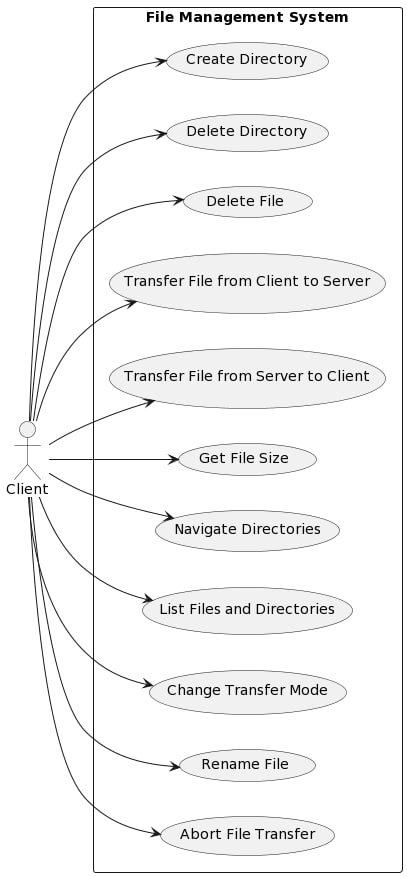 File Management System
Create Directory
Delete Directory
Delete File
Transfer File from Client to Server
Transfer File from Server to Client
Get File Size
Client
Navigate Directories
List Files and Directories
Change Transfer Mode
Rename File
Abort File Transfer